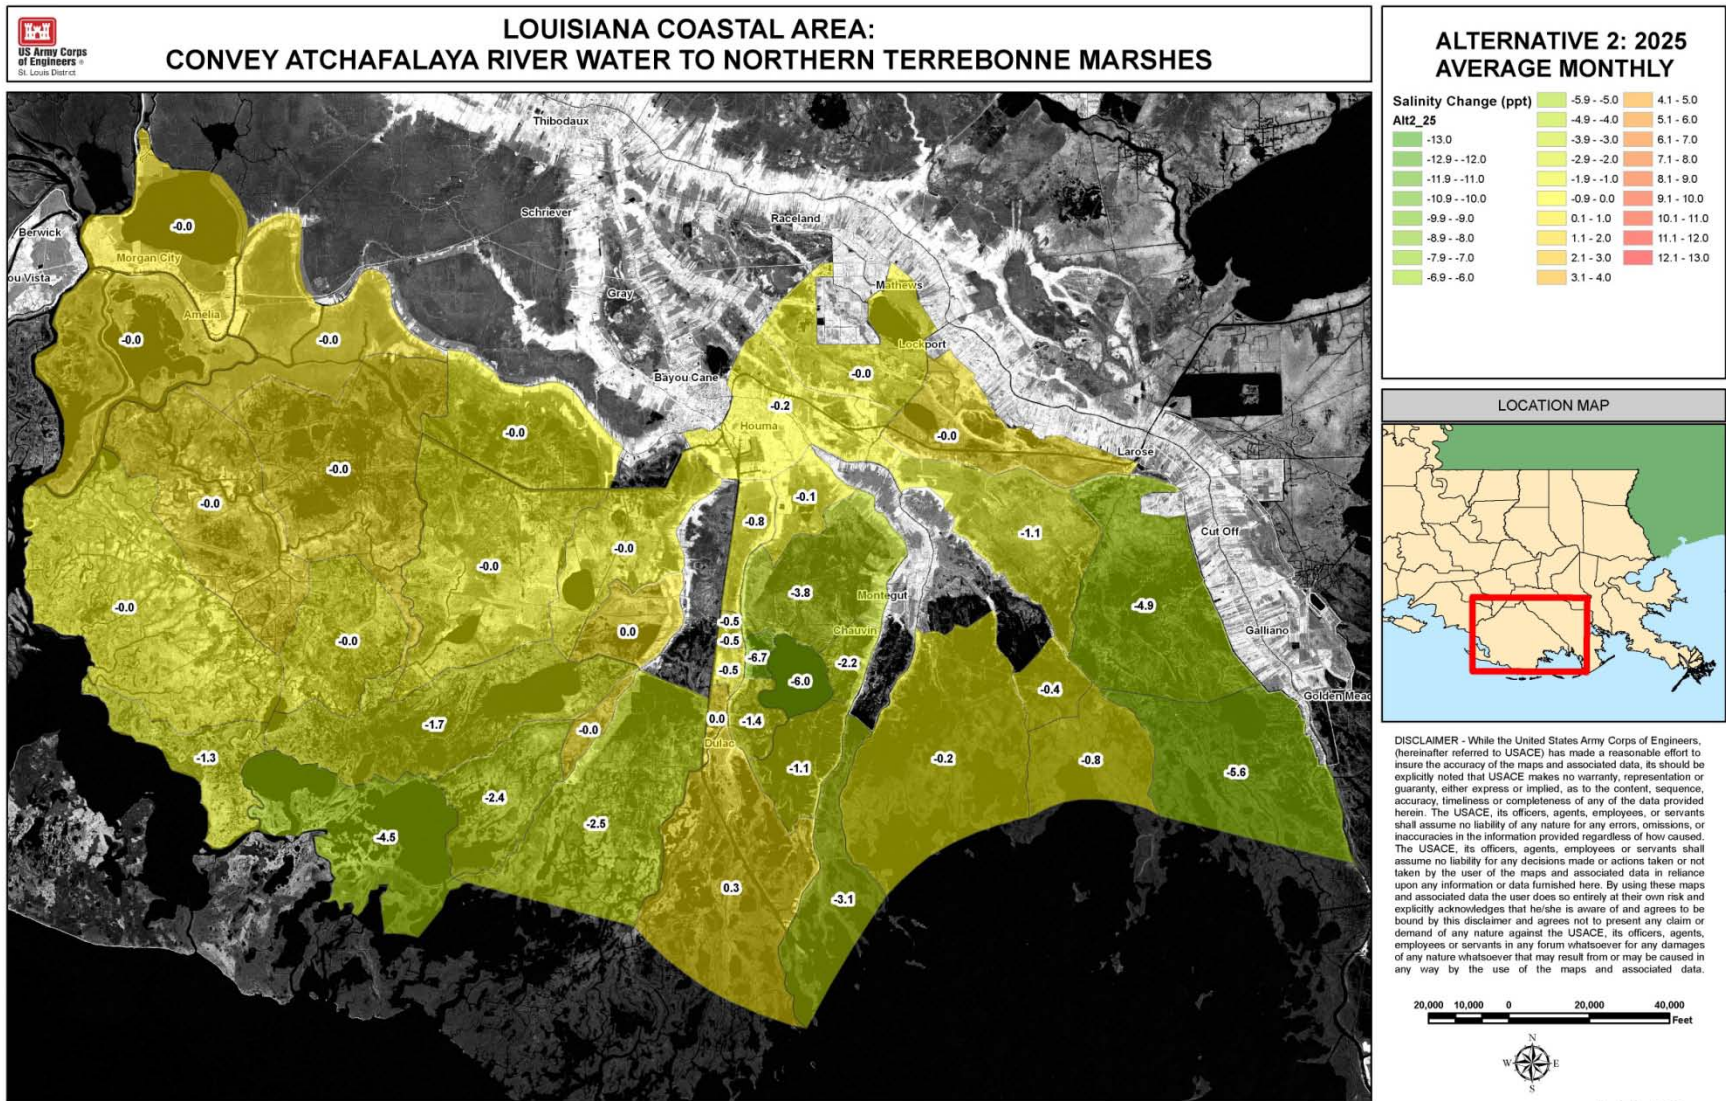 US Army Corps
of Engineers ®
St. Louis District
LOUISIANA COASTAL AREA:
CONVEY ATCHAFALAYA RIVER WATER TO NORTHERN TERREBONNE MARSHES
Thibodaux
Schriever
Raceland
-0.0
Berwick
Morgan City
ou Vista
Gray
Mathews
Amelia
-0.0
-0.0
Lockport
Bayou Cane
-0.0
-0.2
Houma
-0.0
-0.0
Larose
-0.0
-0.0
-0.1
-0.8
-1.1
Cut Off
-0.0
-0.0
-0.0
-3.8
Montegut
-4.9
-0.0
-0.5
0.0
Chauvin
Galliano
-0.0
-0.5
-6.7
-2.2
-0.5
-6.0
-0.4
Golden Mead
-1.7
-0.0
0.0
-1.4
Dulac
-1.3
-1.1
-0.2
-0.8
-5.6
-2.4
-2.5
-4.5
0.3
-3.1
ALTERNATIVE 2: 2025
AVERAGE MONTHLY
Salinity Change (ppt)
Alt2_25
-13.0
-12.9 - -12.0
-11.9 - -11.0
-10.9 - -10.0
-9.9 - -9.0
-8.9 - -8.0
-7.9 - -7.0
-6.9 - -6.0
-5.9 - -5.0
-4.9 - -4.0
-3.9 - -3.0
-2.9 - -2.0
-1.9 - -1.0
-0.9 - 0.0
0.1 - 1.0
1.1 - 2.0
2.1 - 3.0
3.1 - 4.0
4.1 - 5.0
5.1 - 6.0
6.1 - 7.0
7.1 - 8.0
8.1 - 9.0
9.1 - 10.0
10.1 - 11.0
11.1 - 12.0
12.1 - 13.0
LOCATION MAP
DISCLAIMER - While the United States Army Corps of Engineers,
(hereinafter referred to USACE) has made a reasonable effort to
insure the accuracy of the maps and associated data, its should be
explicitly noted that USACE makes no warranty, representation or
guaranty, either express or implied, as to the content, sequence,
accuracy, timeliness or completeness of any of the data provided
herein. The USACE, its officers, agents, employees, or servants
shall assume no liability of any nature for any errors, omissions, or
inaccuracies in the information provided regardless of how caused.
The USACE, its officers, agents, employees or servants shall
assume no liability for any decisions made or actions taken or not
taken by the user of the maps and associated data in reliance
upon any information or data furnished here. By using these maps
and associated data the user does so entirely at their own risk and
explicitly acknowledges that he/she is aware of and agrees to be
bound by this disclaimer and agrees not to present any claim or
demand of any nature against the USACE, its officers, agents,
employees or servants in any forum whatsoever for any damages
of any nature whatsoever that may result from or may be caused in
any way by the use of the maps and associated data.
20,000 10,000 0 20,000 40,000
Feet
N
W E
S